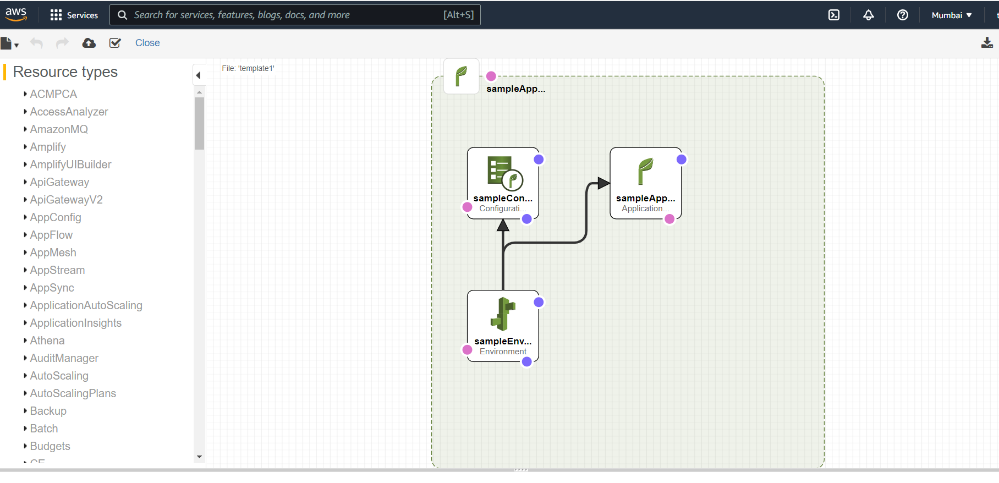 aws
Services
Search for services, features, blogs, docs, and more
[Alt+S]
Mumbai
Close
Resource types
ACMPCA
AccessAnalyzer
AmazonMQ
Amplify
AmplifyUIBuilder
ApiGateway
ApiGatewayV2
AppConfig
AppFlow
AppMesh
AppStream
AppSync
ApplicationAutoScaling
ApplicationInsights
Athena
AuditManager
AutoScaling
AutoScalingPlans
Backup
Batch
Budgets
File: 'template1'
sampleApp...
sampleCon...
Configurati...
sampleApp...
Application...
sampleEnv...
Environment